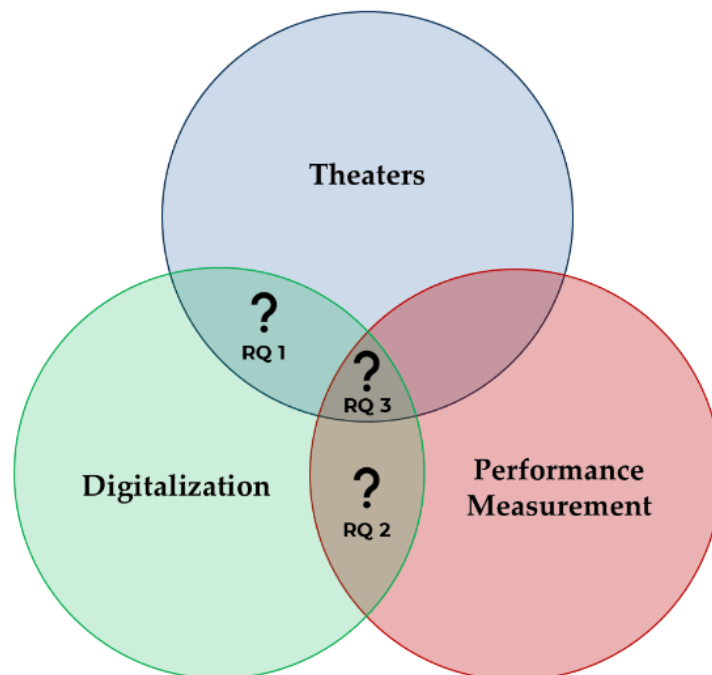 Theaters
?
RQ 1
?
RQ 3
Digitalization
Performance
Measurement
?
RQ 2